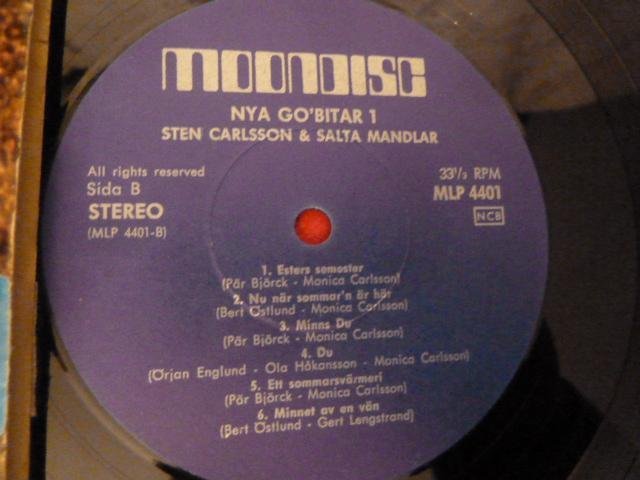 MOONDISC
NYA GO'BITAR 1
STEN CARLSSON & SALTA MANDLAR
All rights reserved
Sida B
STEREO
(MLP 4401-B)
33⅓ RPM
MLP 4401
NCB
1. Esters semester
(Pär Björck - Monica Carlsson)
2. Nu när sommar'n är här
(Bert Östlund - Monica Carlsson)
3. Minns Du
(Pär Björck - Monica Carlsson)
4. Du
(Örjan Englund - Ola Håkansson - Monica Carlsson)
5. Ett sommarsvärmeri
(Pär Björck - Monica Carlsson)
6. Minnet av en vän
(Bert Östlund - Gert Lengstrand)